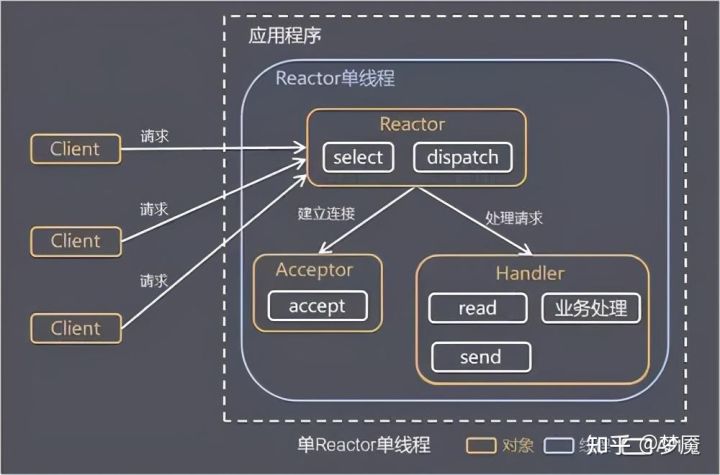 应用程序
Reactor单线程
Reactor
select
dispatch
Client
请求
Client
请求
Client
请求
建立连接
处理请求
Acceptor
accept
Handler
read
业务处理
send
单Reactor单线程
对象
知乎 @梦魇